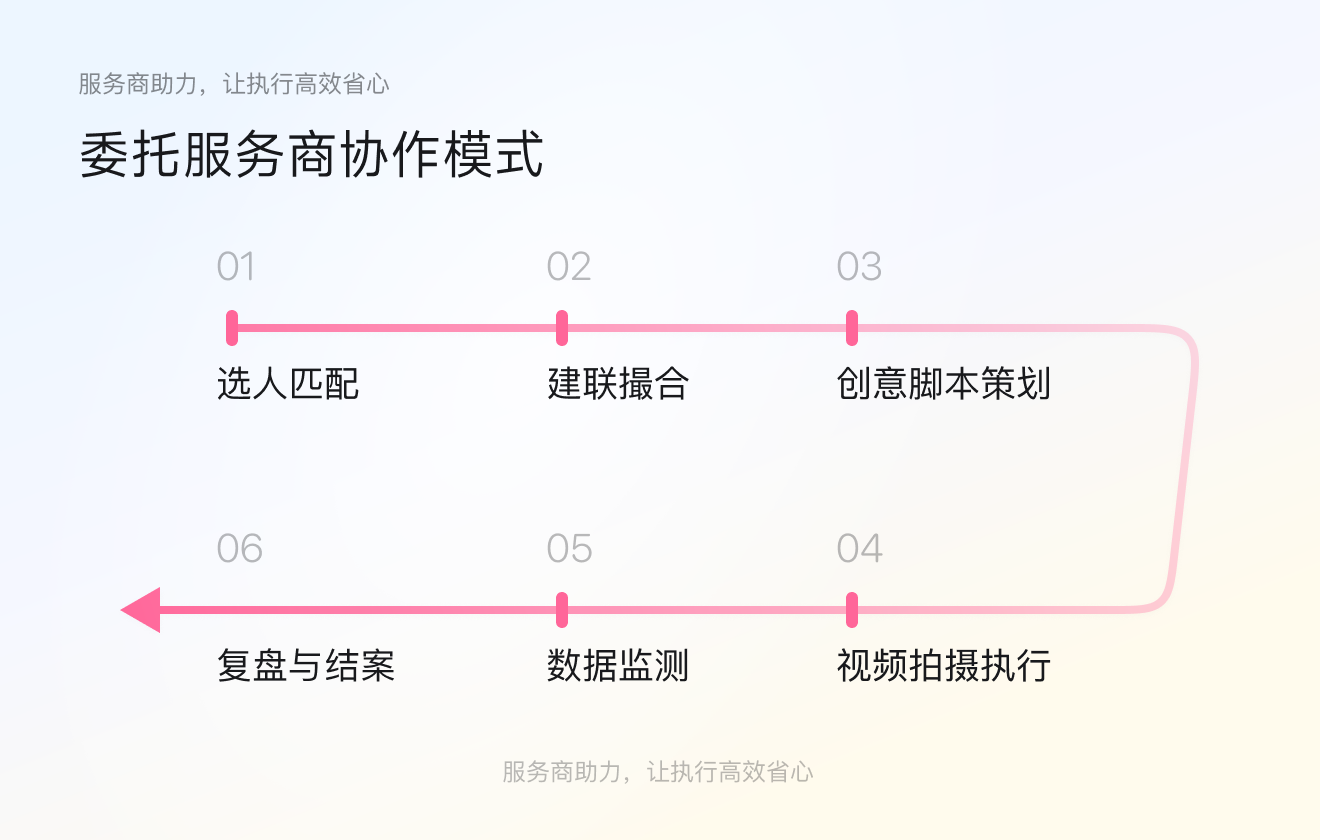 服务商助力，让执行高效省心
委托服务商协作模式
01
02
03
选人匹配
建联撮合
创意脚本策划
06
05
04
复盘与结案
数据监测
视频拍摄执行
服务商助力，让执行高效省心